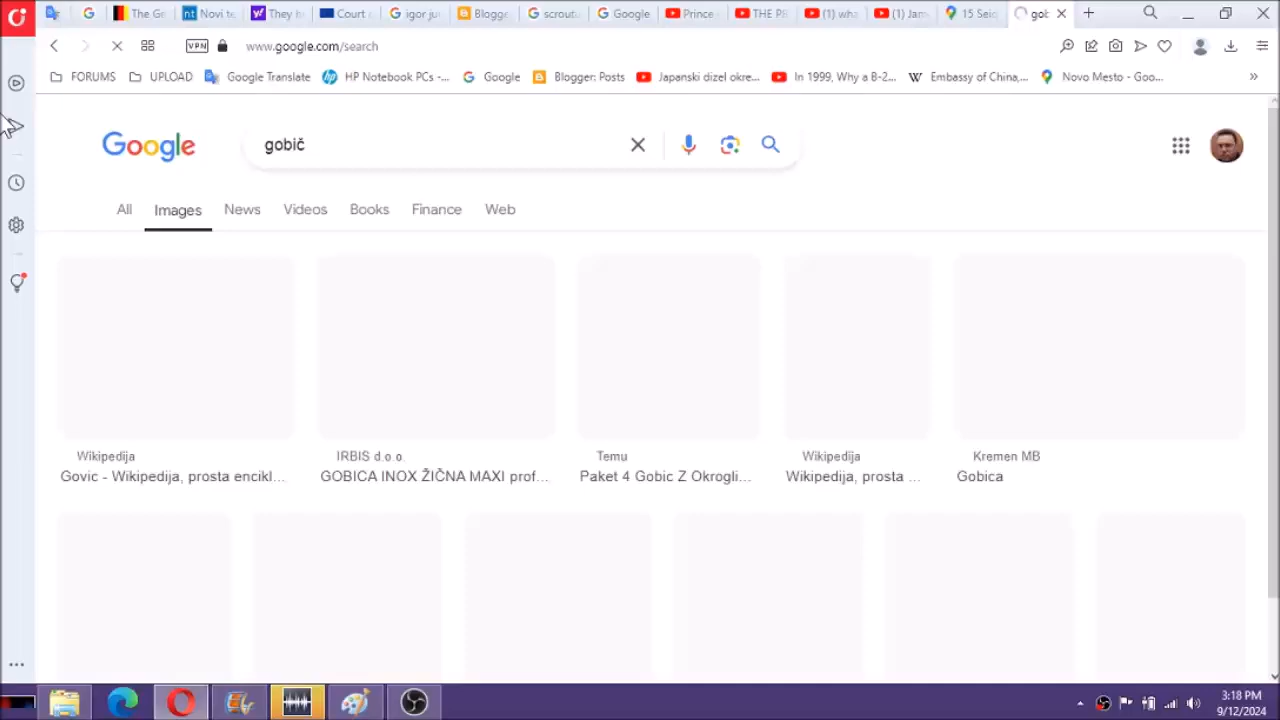 The Gr
Novi te
They h
Court
igor ju
Blogge
scrout
Google
Prince
THE PR
(1) wha
(1) Jam
15 Sei
gob
VPN
www.google.com/search
FORUMS
UPLOAD
Google Translate
HP Notebook PCs -...
Google
Blogger: Posts
Japanski dizel okre...
In 1999, Why a B-2...
Embassy of China,...
Novo Mesto - Goo...
Google
gobič
All
Images
News
Videos
Books
Finance
Web
Wikipedija
IRBIS d.o.o.
Temu
Wikipedija
Kremen MB
Govic - Wikipedija, prosta encikl...
GOBICA INOX ŽIČNA MAXI prof...
Paket 4 Gobic Z Okrogli...
Wikipedija, prosta ...
Gobica
3:18 PM
9/12/2024